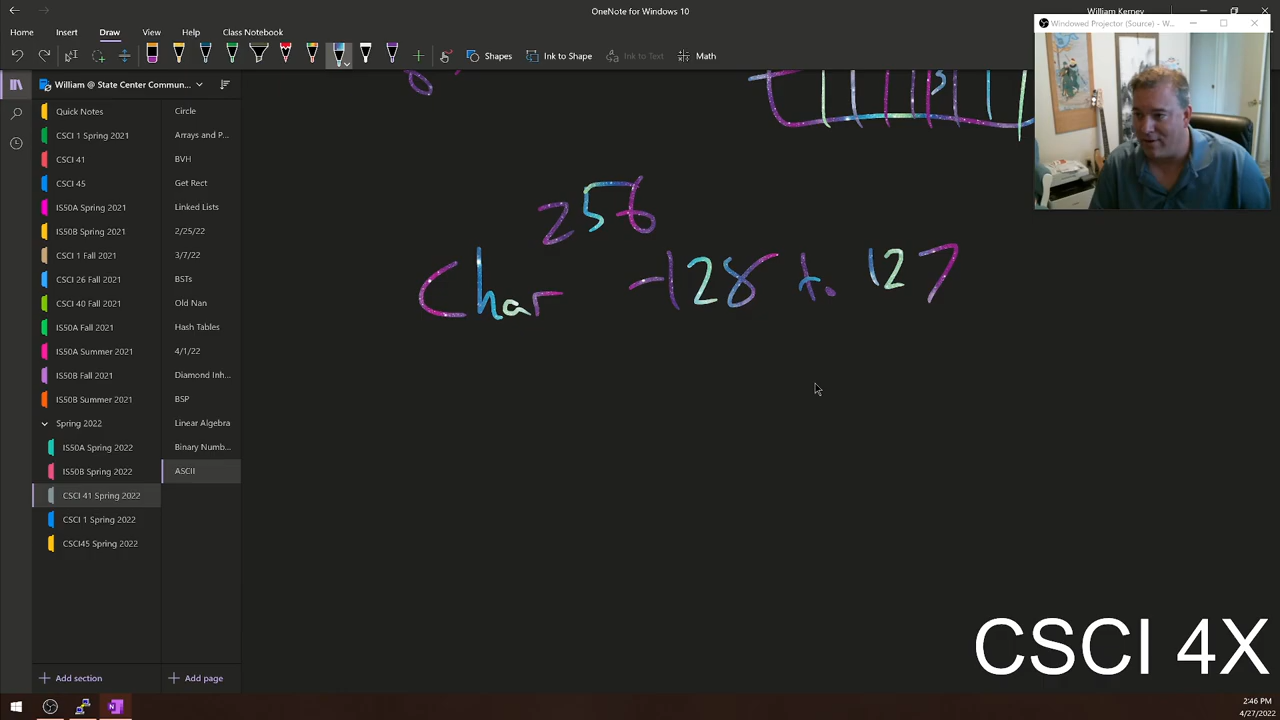 OneNote for Windows 10
William Kerney
Home
Insert
Draw
View
Help
Class Notebook
Windowed Projector (Source) - W...
Shapes
Ink to Shape
Ink to Text
Math
William @ State Center Commun...
Quick Notes
CSCI 1 Spring 2021
CSCI 41
CSCI 45
IS50A Spring 2021
IS50B Spring 2021
CSCI 1 Fall 2021
CSCI 26 Fall 2021
CSCI 40 Fall 2021
IS50A Fall 2021
IS50A Summer 2021
IS50B Fall 2021
IS50B Summer 2021
Spring 2022
IS50A Spring 2022
IS50B Spring 2022
CSCI 41 Spring 2022
CSCI 1 Spring 2022
CSCI45 Spring 2022
Add section
Circle
Arrays and P...
BVH
Get Rect
Linked Lists
2/25/22
3/7/22
BSTs
Old Nan
Hash Tables
4/1/22
Diamond Inh...
BSP
Linear Algebra
Binary Numb...
ASCII
Add page
256
Char -128 to 127
CSCI 4X
2:46 PM
4/27/2022